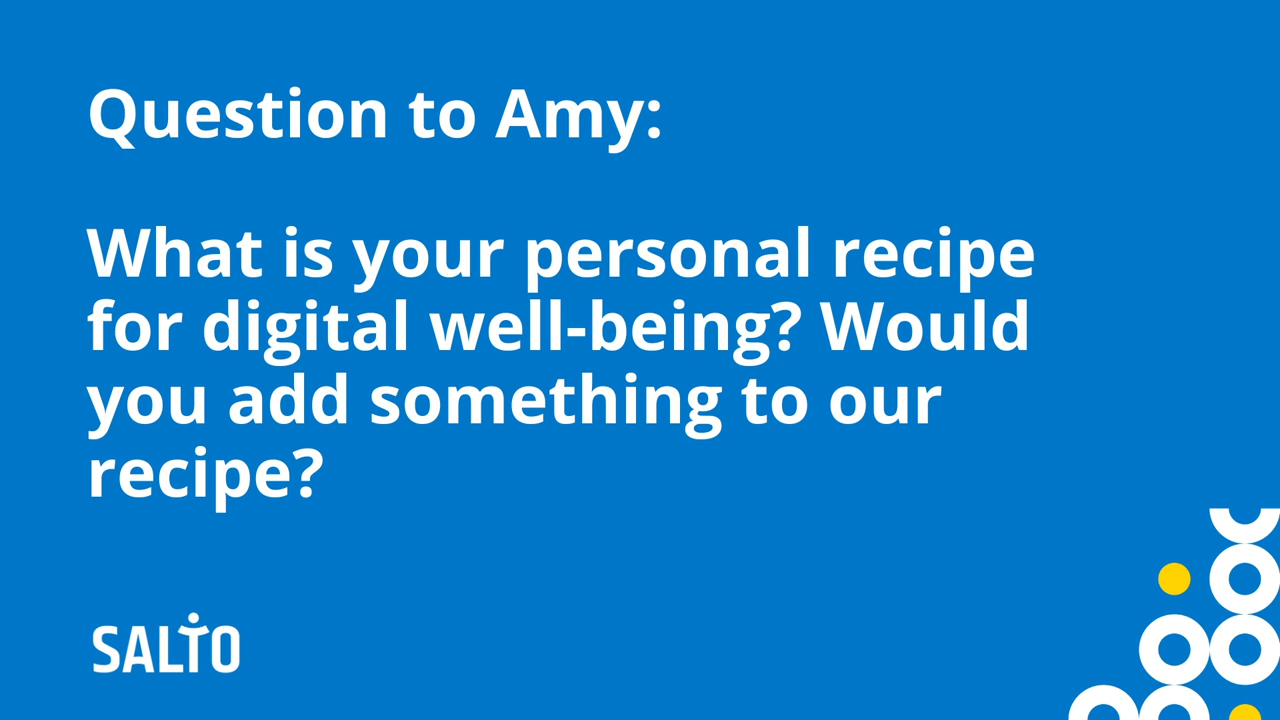 Question to Amy:
What is your personal recipe
for digital well-being? Would
you add something to our
recipe?
SALTO